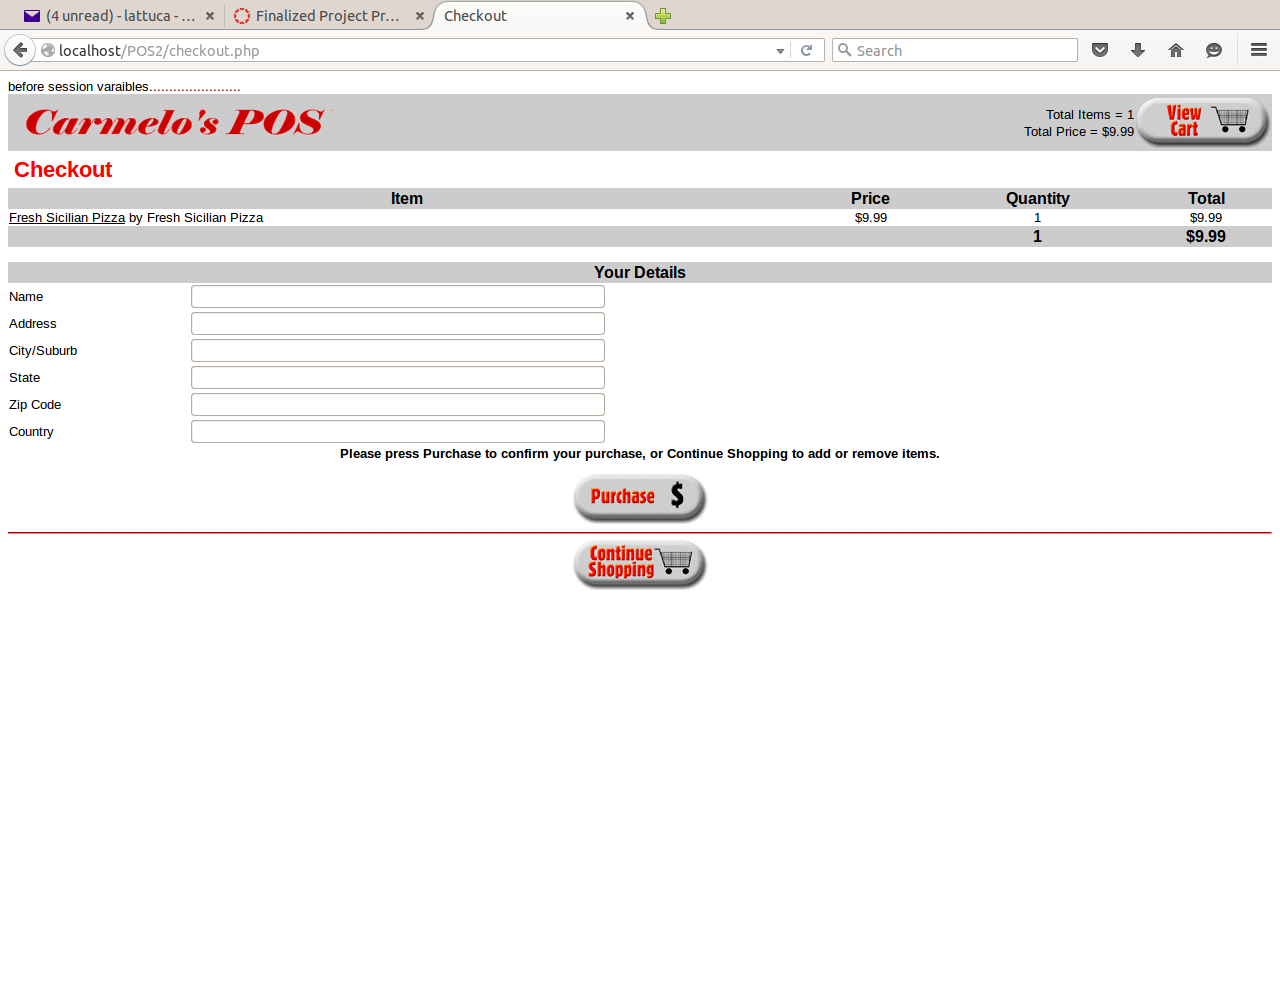 (4 unread) - lattuca - ...
Finalized Project Pr...
Checkout
localhost/POS2/checkout.php
Search
before session varaibles.......................
Carmelo's POS
Total Items = 1
Total Price = $9.99
View
Cart
Checkout
Item Price Quantity Total
Fresh Sicilian Pizza by Fresh Sicilian Pizza $9.99 1 $9.99
1 $9.99
Your Details
Name
Address
City/Suburb
State
Zip Code
Country
Please press Purchase to confirm your purchase, or Continue Shopping to add or remove items.
Purchase $
Continue
Shopping